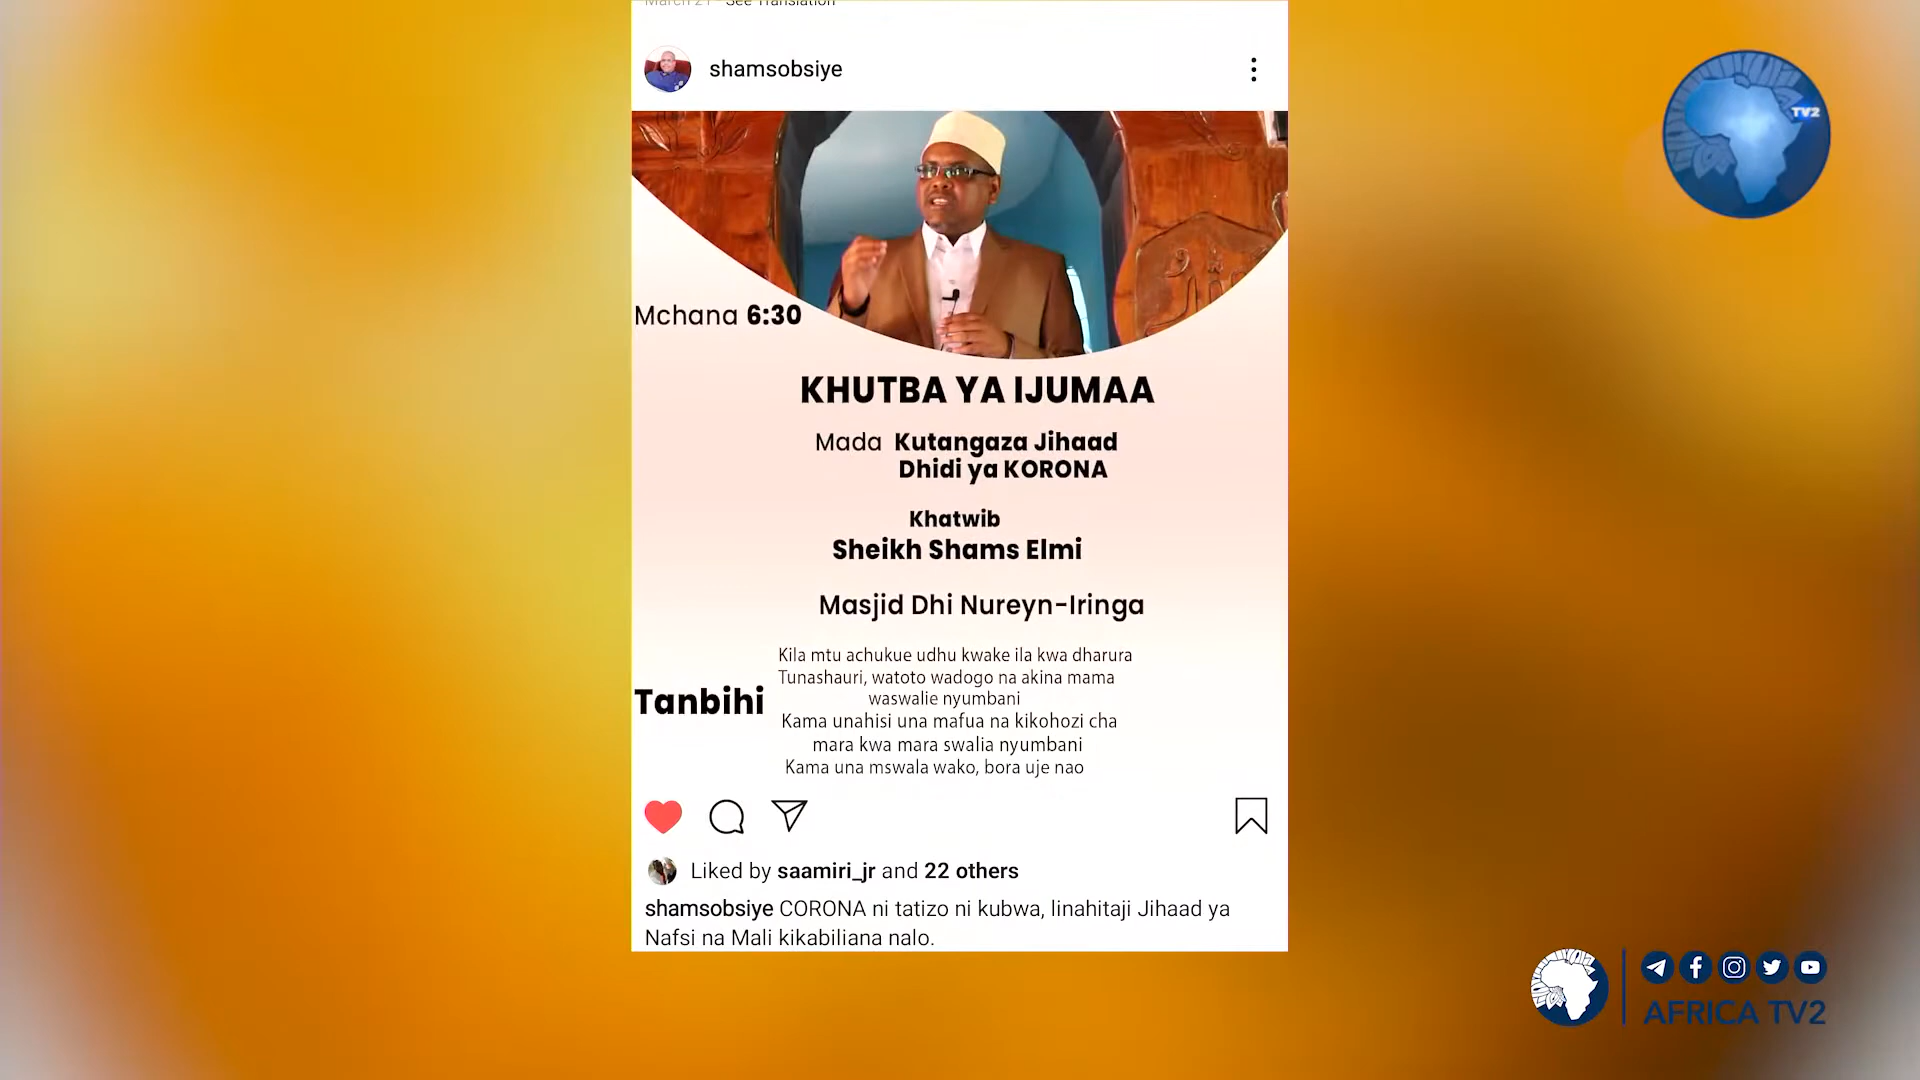 March 21 · See Translation
shamsobsiye
TV2
Mchana 6:30
KHUTBA YA IJUMAA
Mada Kutangaza Jihaad
Dhidi ya KORONA
Khatwib
Sheikh Shams Elmi
Masjid Dhi Nureyn-Iringa
Tanbihi
Kila mtu achukue udhu kwake ila kwa dharura
Tunashauri, watoto wadogo na akina mama
waswalie nyumbani
Kama unahisi una mafua na kikohozi cha
mara kwa mara swalia nyumbani
Kama una mswala wako, bora uje nao
Liked by saamiri_jr and 22 others
shamsobsiye CORONA ni tatizo ni kubwa, linahitaji Jihaad ya
Nafsi na Mali kikabiliana nalo.
AFRICA TV2